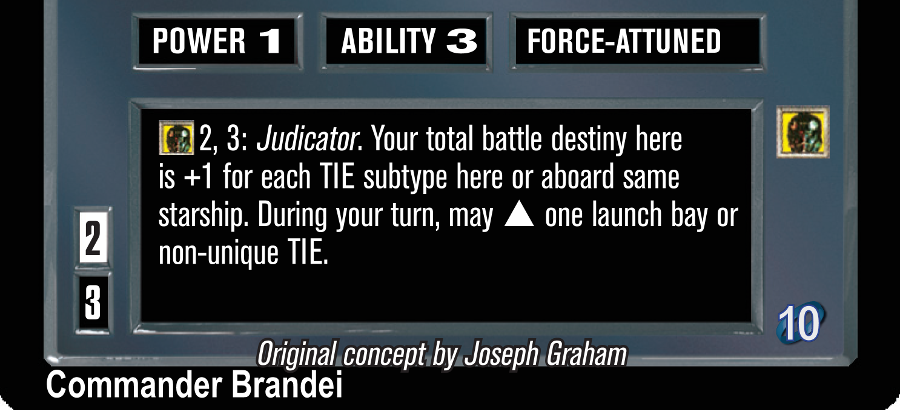 POWER 1 ABILITY 3 FORCE-ATTUNED
2, 3: Judicator. Your total battle destiny here
is +1 for each TIE subtype here or aboard same
starship. During your turn, may ▲ one launch bay or
non-unique TIE.
2
3
10
Original concept by Joseph Graham
Commander Brandei